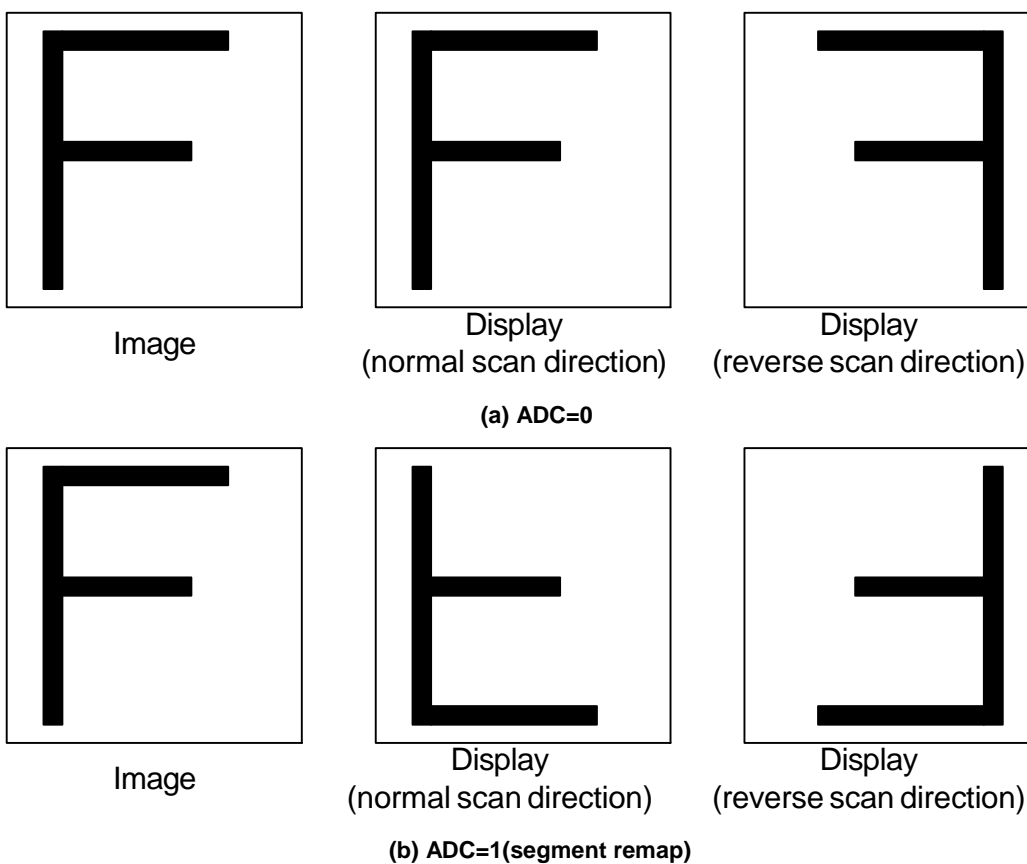 F F
Image Display Display
(normal scan direction) (reverse scan direction)
(a) ADC=0
F
Image Display Display
(normal scan direction) (reverse scan direction)
(b) ADC=1(segment remap)